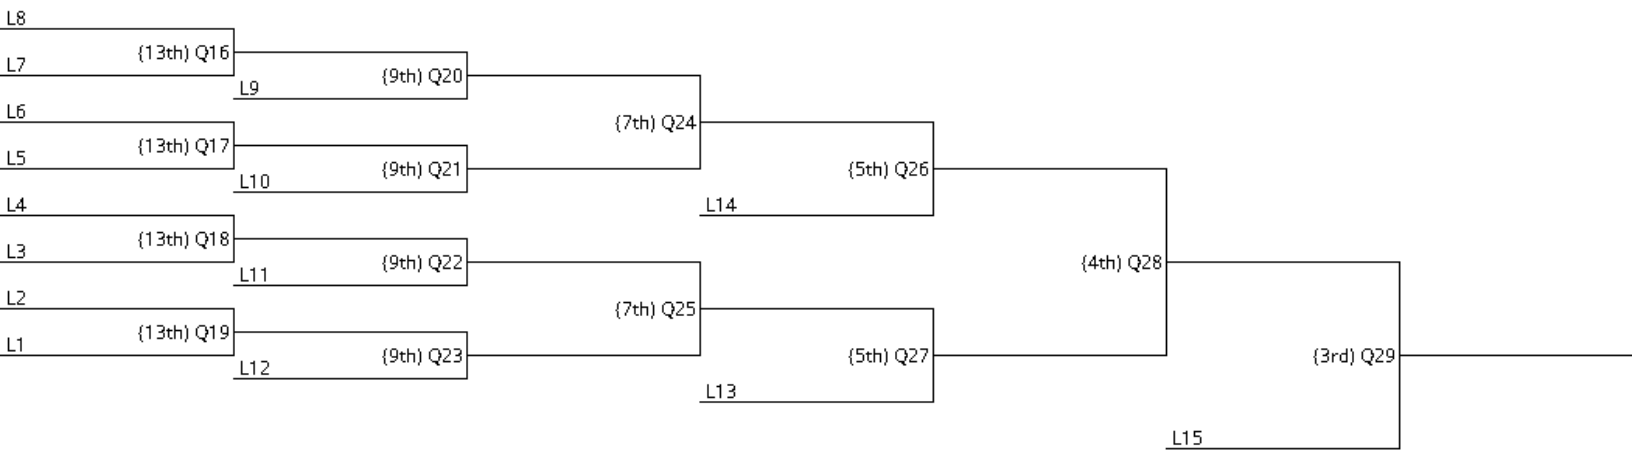 L8
{13th) Q16
L7
{9th) Q20
L9
L6
{7th) Q24
{13th) Q17
L5
{9th) Q21
{5th) Q26
L10
L4
L14
{13th) Q18
L3
{9th) Q22
{4th) Q28
L11
L2
{7th) Q25
{13th) Q19
L1
{9th) Q23
{5th) Q27
{3rd) Q29
L12
L13
L15